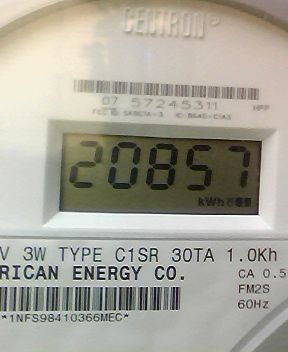 CENTRON®
07 57245311
20857
kWh
V 3W TYPE C1SR 30TA 1.0Kh
RICAN ENERGY CO.
CA 0.5
FM2S
60Hz
*1NFS98410366MEC*